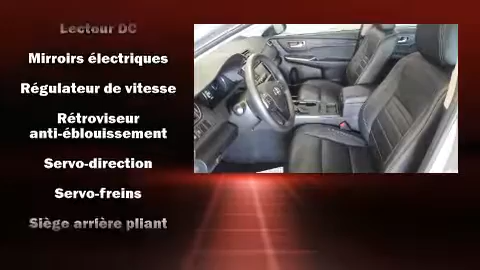 Lecteur DC
Mirroirs électriques
Régulateur de vitesse
Rétroviseur
anti-éblouissement
Servo-direction
Servo-freins
Siège arrière pliant